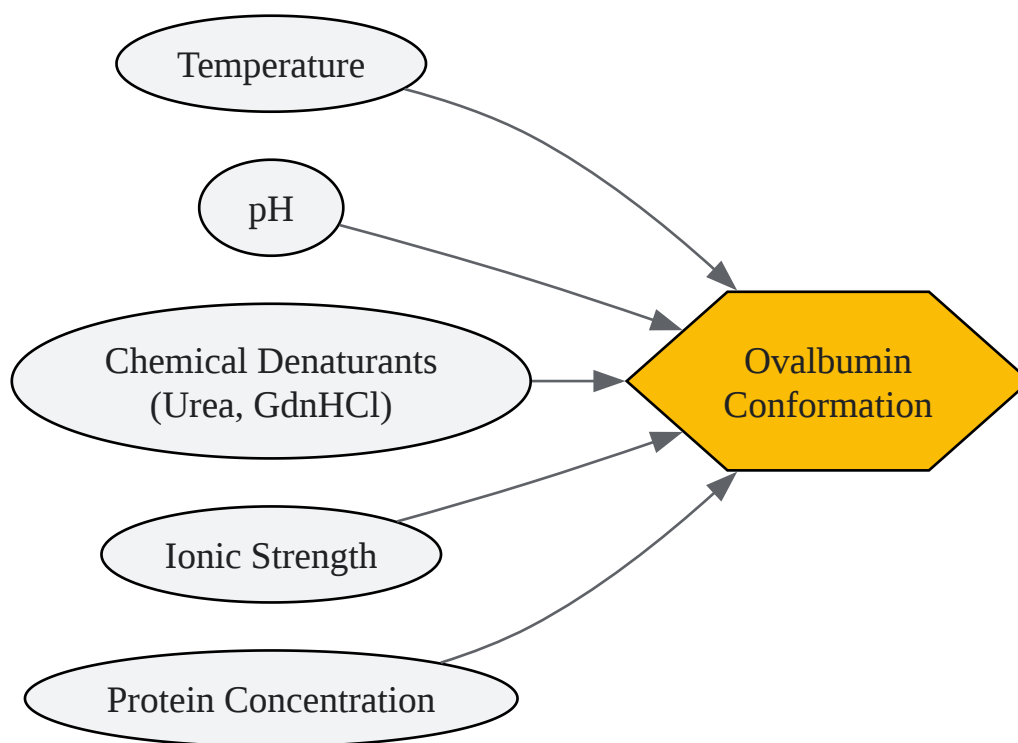 Temperature
pH
Chemical Denaturants
(Urea, GdnHCl)
Ovalbumin
Conformation
Ionic Strength
Protein Concentration